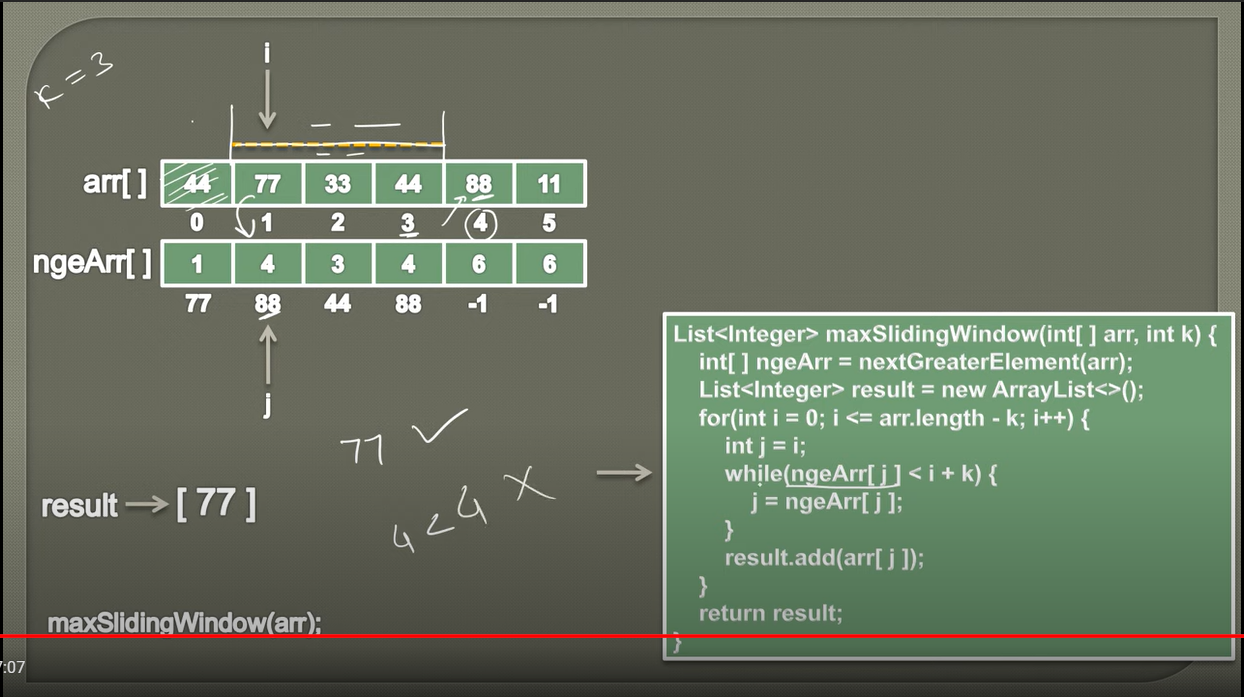 k = 3
i
arr[ ] 44 77 33 44 88 11
0 1 2 3 4 5
ngeArr[ ] 1 4 3 4 6 6
77 88 44 88 -1 -1
j
77 ✓
4 < 4 X
result → [ 77 ]
maxSlidingWindow(arr);
List<Integer> maxSlidingWindow(int[ ] arr, int k) {
int[ ] ngeArr = nextGreaterElement(arr);
List<Integer> result = new ArrayList<>();
for(int i = 0; i <= arr.length - k; i++) {
int j = i;
while(ngeArr[ j ] < i + k) {
j = ngeArr[ j ];
}
result.add(arr[ j ]);
}
return result;
}
:07